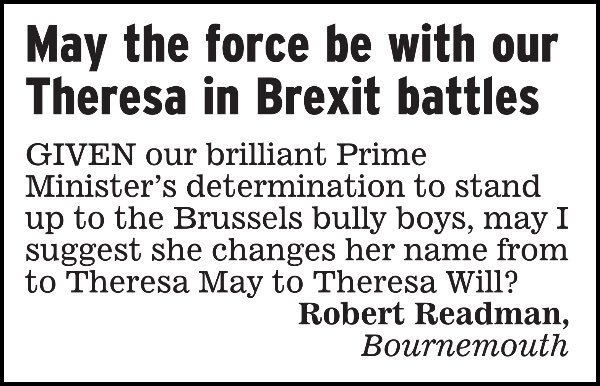 May the force be with our
Theresa in Brexit battles
GIVEN our brilliant Prime
Minister's determination to stand
up to the Brussels bully boys, may I
suggest she changes her name from
to Theresa May to Theresa Will?
Robert Readman,
Bournemouth